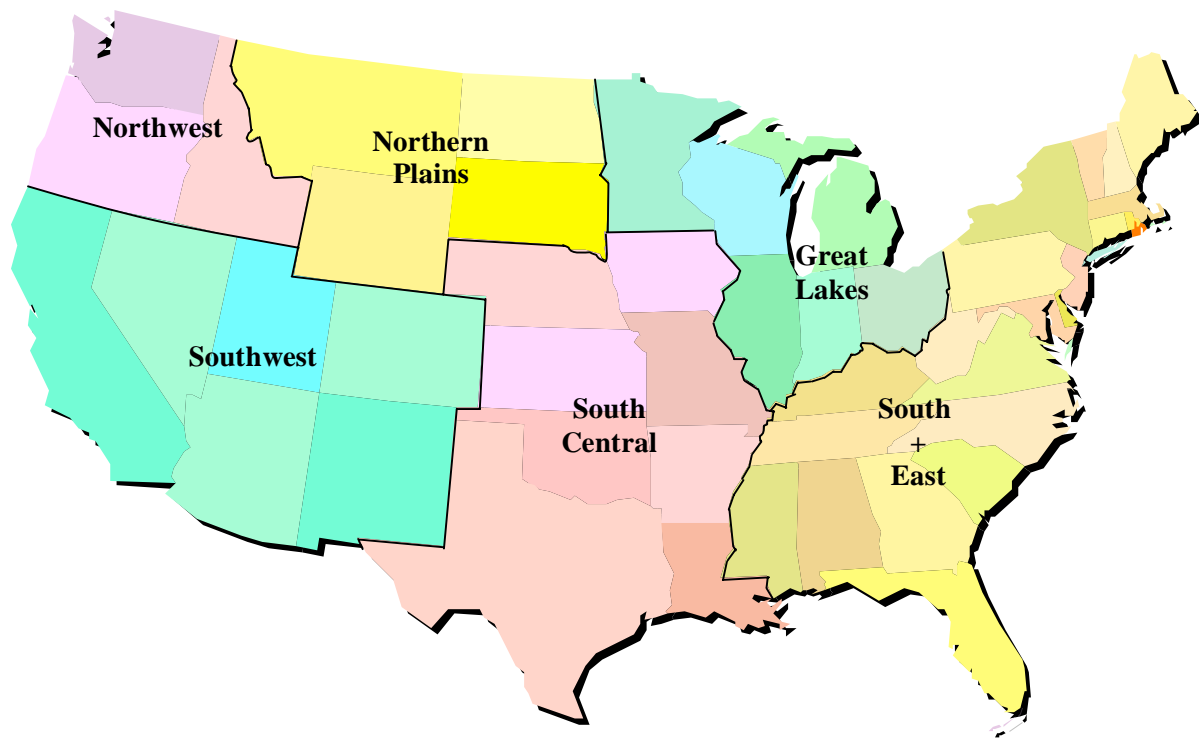 Northwest
Northern
Plains
Great
Lakes
Southwest
South
Central
South
+
East